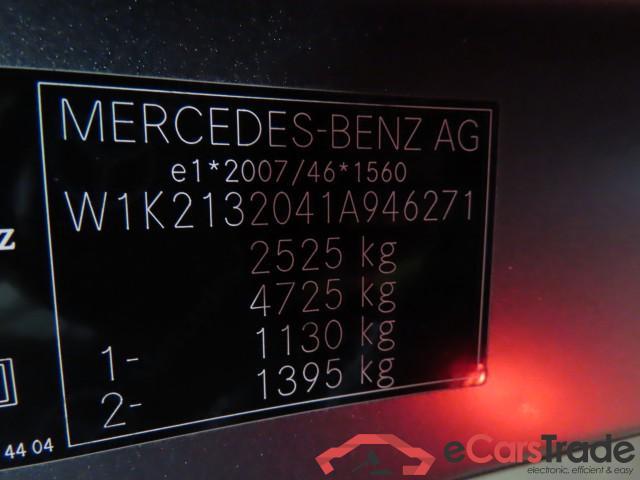 MERCEDES-BENZ AG
e1*2007/46*1560
W1K2132041A946271
z
2525 kg
4725 kg
1- 1130 kg
2- 1395 kg
44 04
eCarsTrade
electronic, efficient & easy